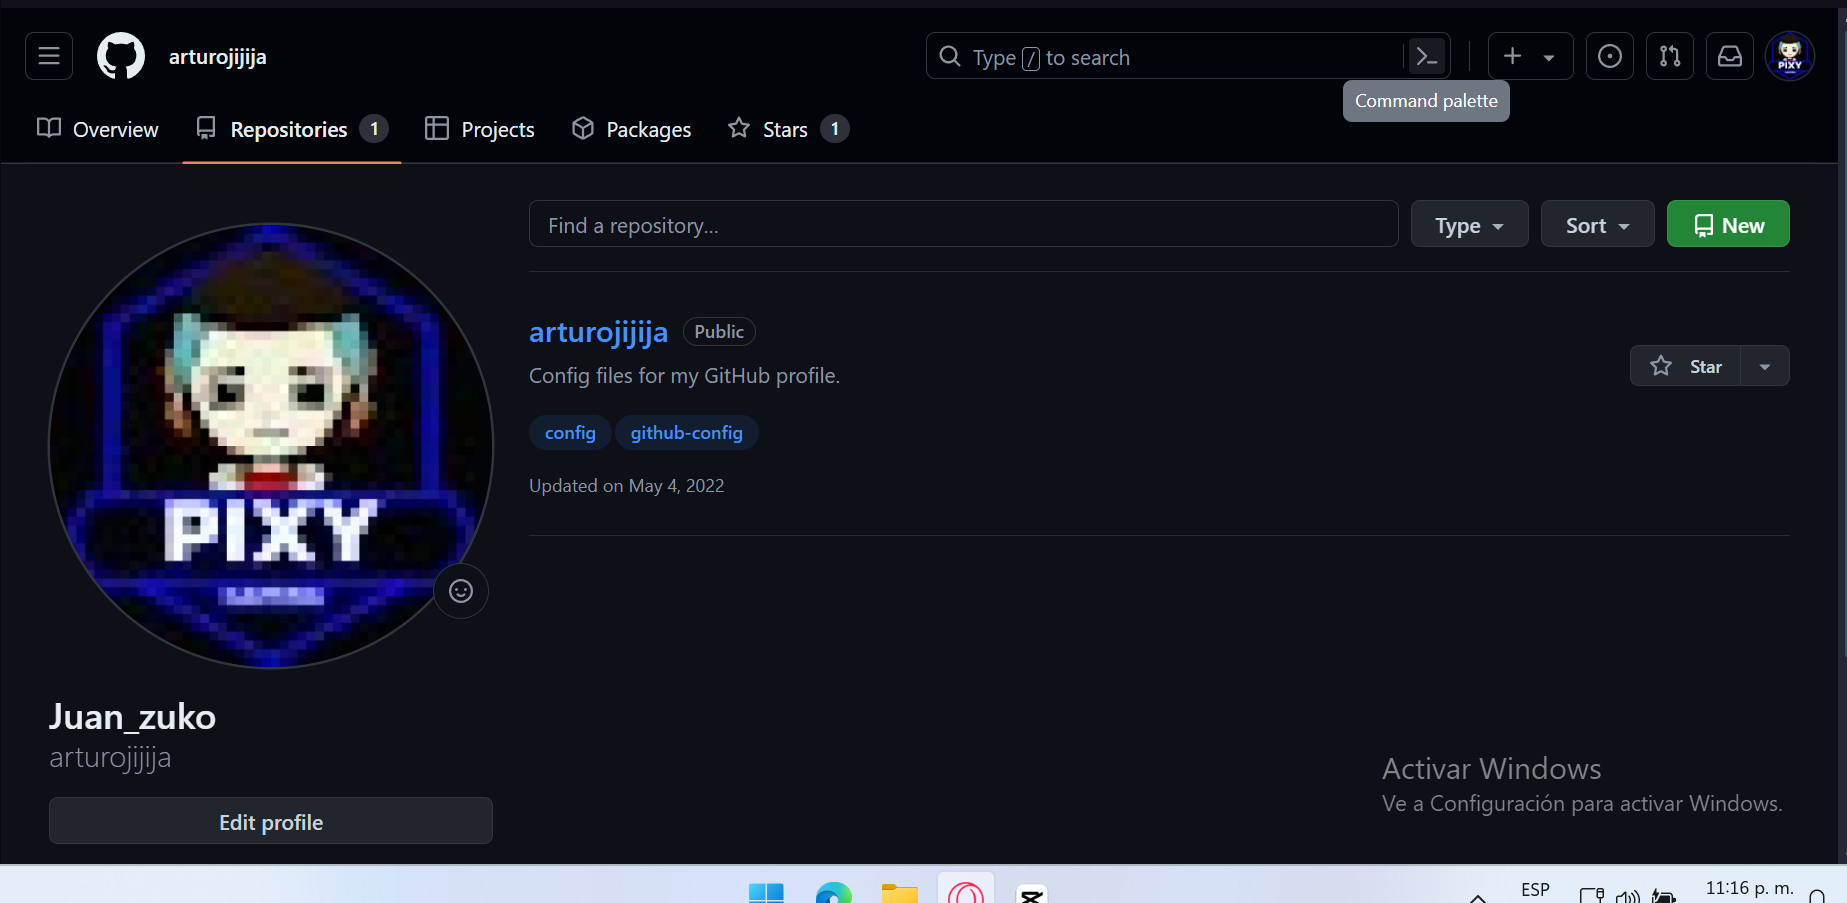 arturojijija
Type / to search
Command palette
Overview
Repositories 1
Projects
Packages
Stars 1
Find a repository...
Type
Sort
New
arturojijija Public
Config files for my GitHub profile.
Star
config github-config
Updated on May 4, 2022
PIXY
PIXY
Juan_zuko
arturojijija
Edit profile
Activar Windows
Ve a Configuración para activar Windows.
ESP
11:16 p. m.